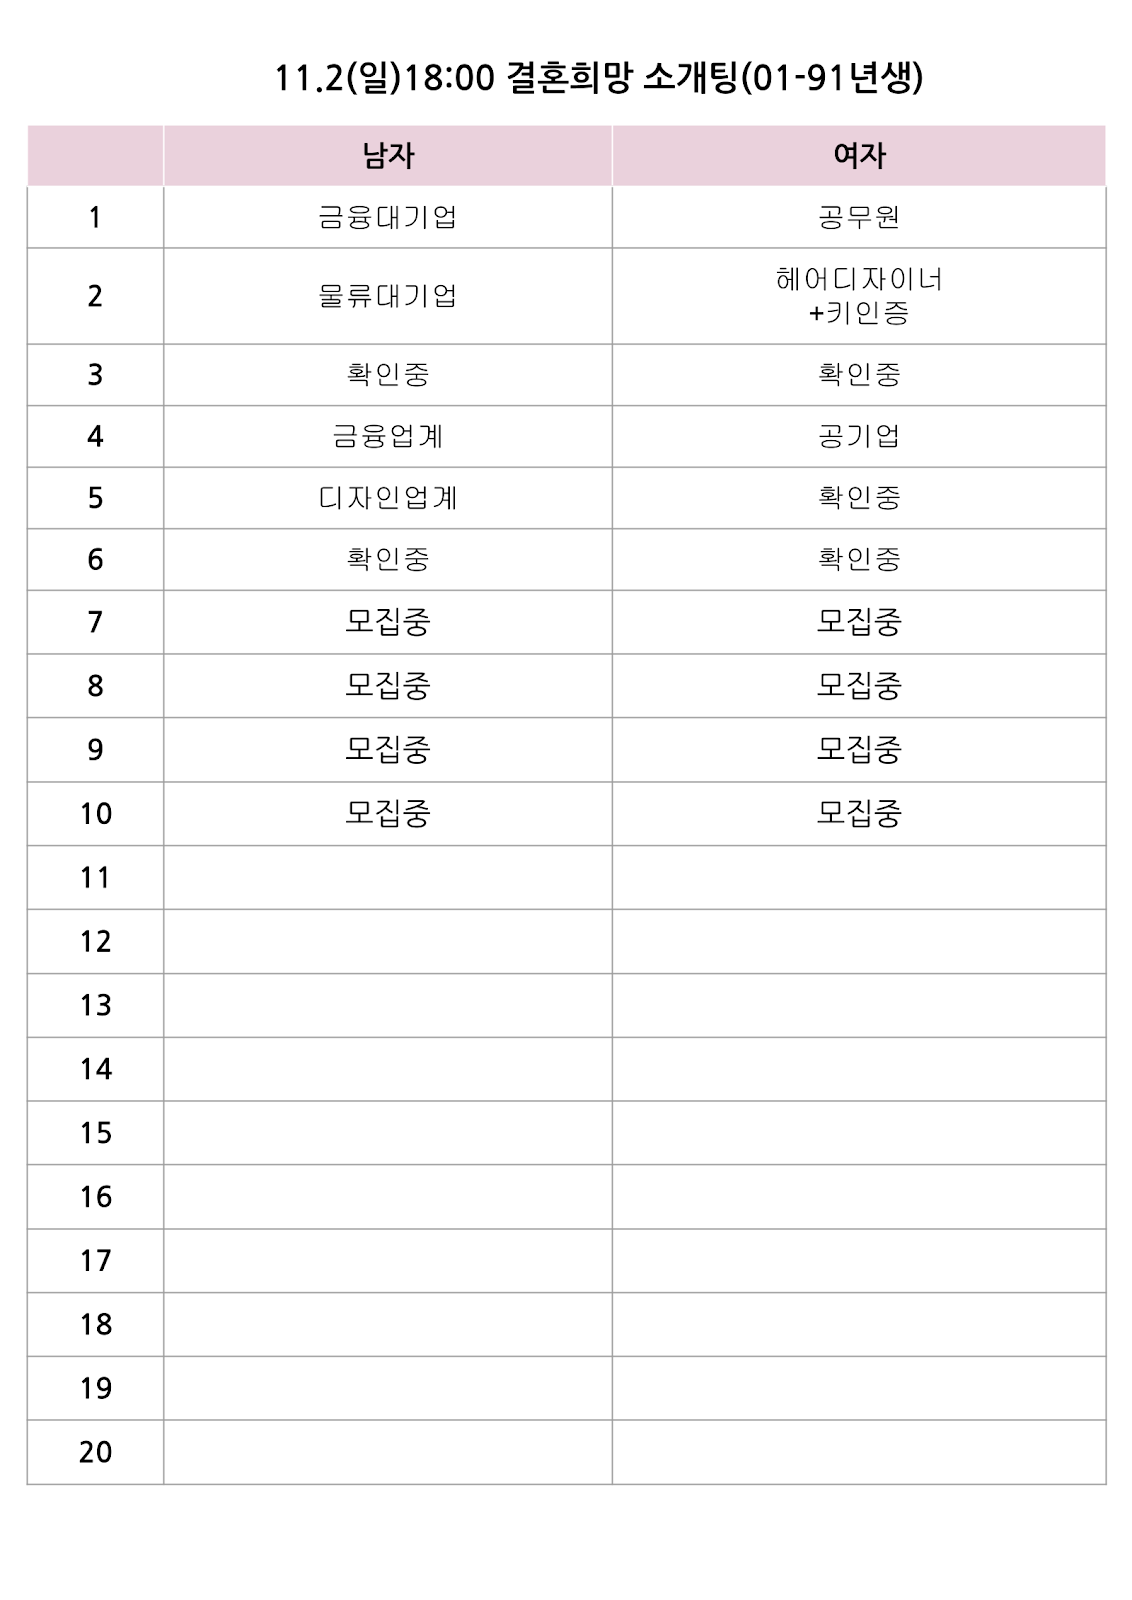 11.2(일)18:00 결혼희망 소개팅(01-91년생)
남자 여자
1 금융대기업 공무원
2 물류대기업 헤어디자이너
+키인증
3 확인중 확인중
4 금융업계 공기업
5 디자인업계 확인중
6 확인중 확인중
7 모집중 모집중
8 모집중 모집중
9 모집중 모집중
10 모집중 모집중
11
12
13
14
15
16
17
18
19
20